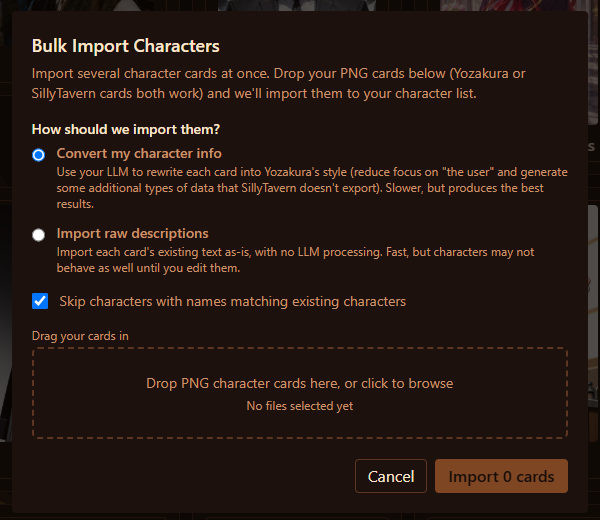 Bulk Import Characters
Import several character cards at once. Drop your PNG cards below (Yozakura or
SillyTavern cards both work) and we'll import them to your character list.
How should we import them?
Convert my character info
Use your LLM to rewrite each card into Yozakura's style (reduce focus on "the user" and generate
some additional types of data that SillyTavern doesn't export). Slower, but produces the best
results.
Import raw descriptions
Import each card's existing text as-is, with no LLM processing. Fast, but characters may not
behave as well until you edit them.
Skip characters with names matching existing characters
Drag your cards in
Drop PNG character cards here, or click to browse
No files selected yet
Cancel
Import 0 cards